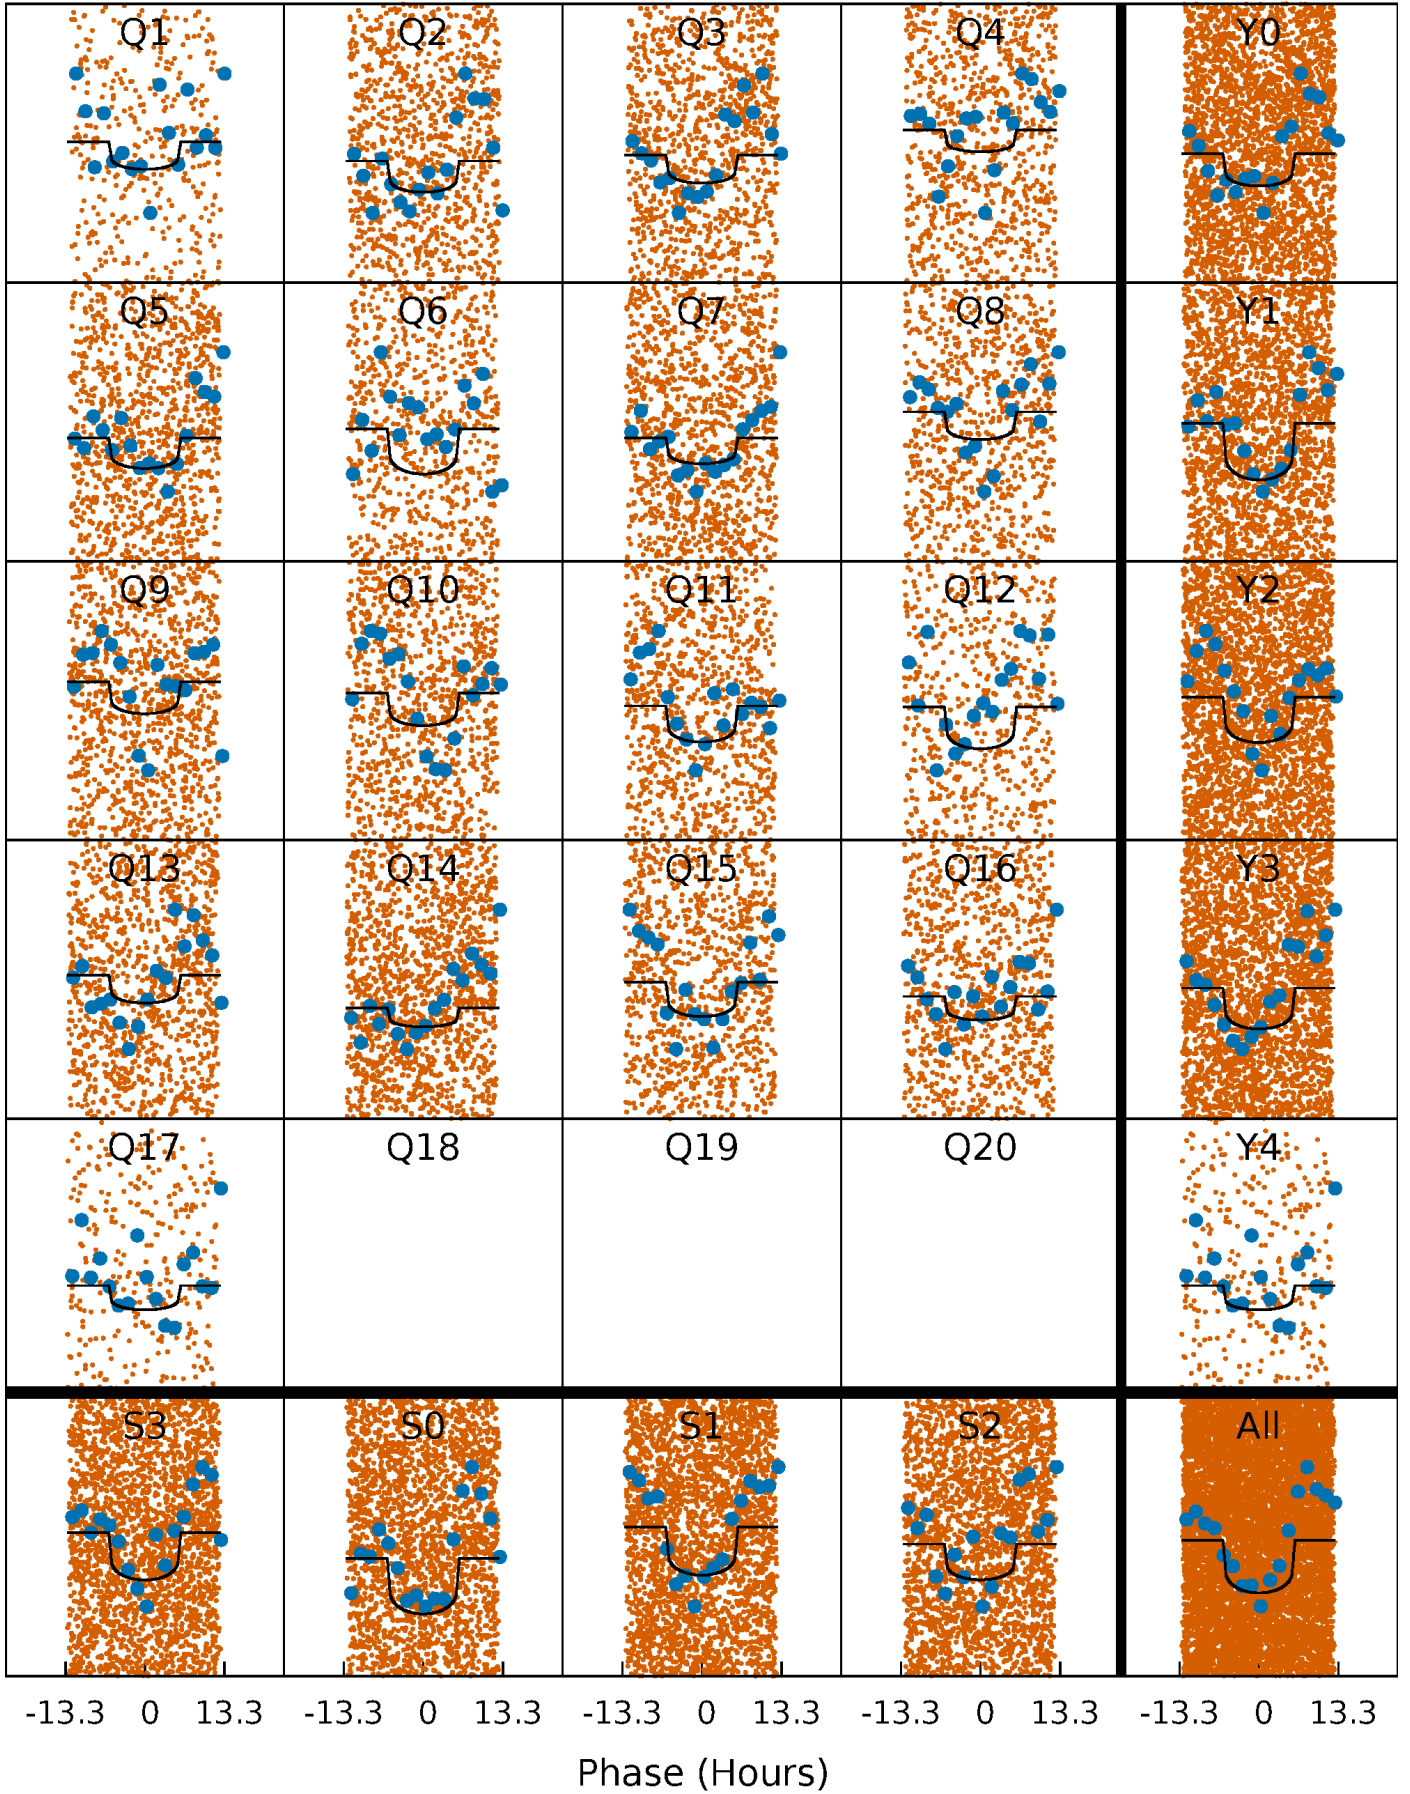 Q1 Q2 Q3 Q4 Y0
Q5 Q6 Q7 Q8 Y1
Q9 Q10 Q11 Q12 Y2
Q13 Q14 Q15 Q16 Y3
Q17 Q18 Q19 Q20 Y4
S3 S0 S1 S2 All
-13.3 0 13.3 -13.3 0 13.3 -13.3 0 13.3 -13.3 0 13.3 -13.3 0 13.3
Phase (Hours)